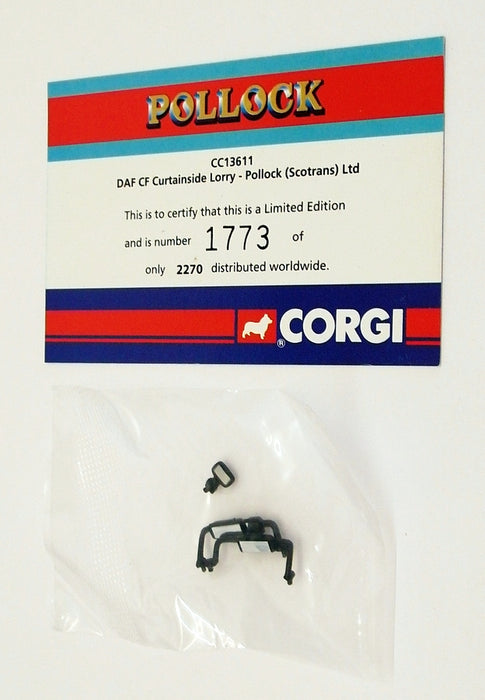 POLLOCK
CC13611
DAF CF Curtainside Lorry - Pollock (Scotrans) Ltd
This is to certify that this is a Limited Edition
and is number 1773 of
only 2270 distributed worldwide.
® CORGI